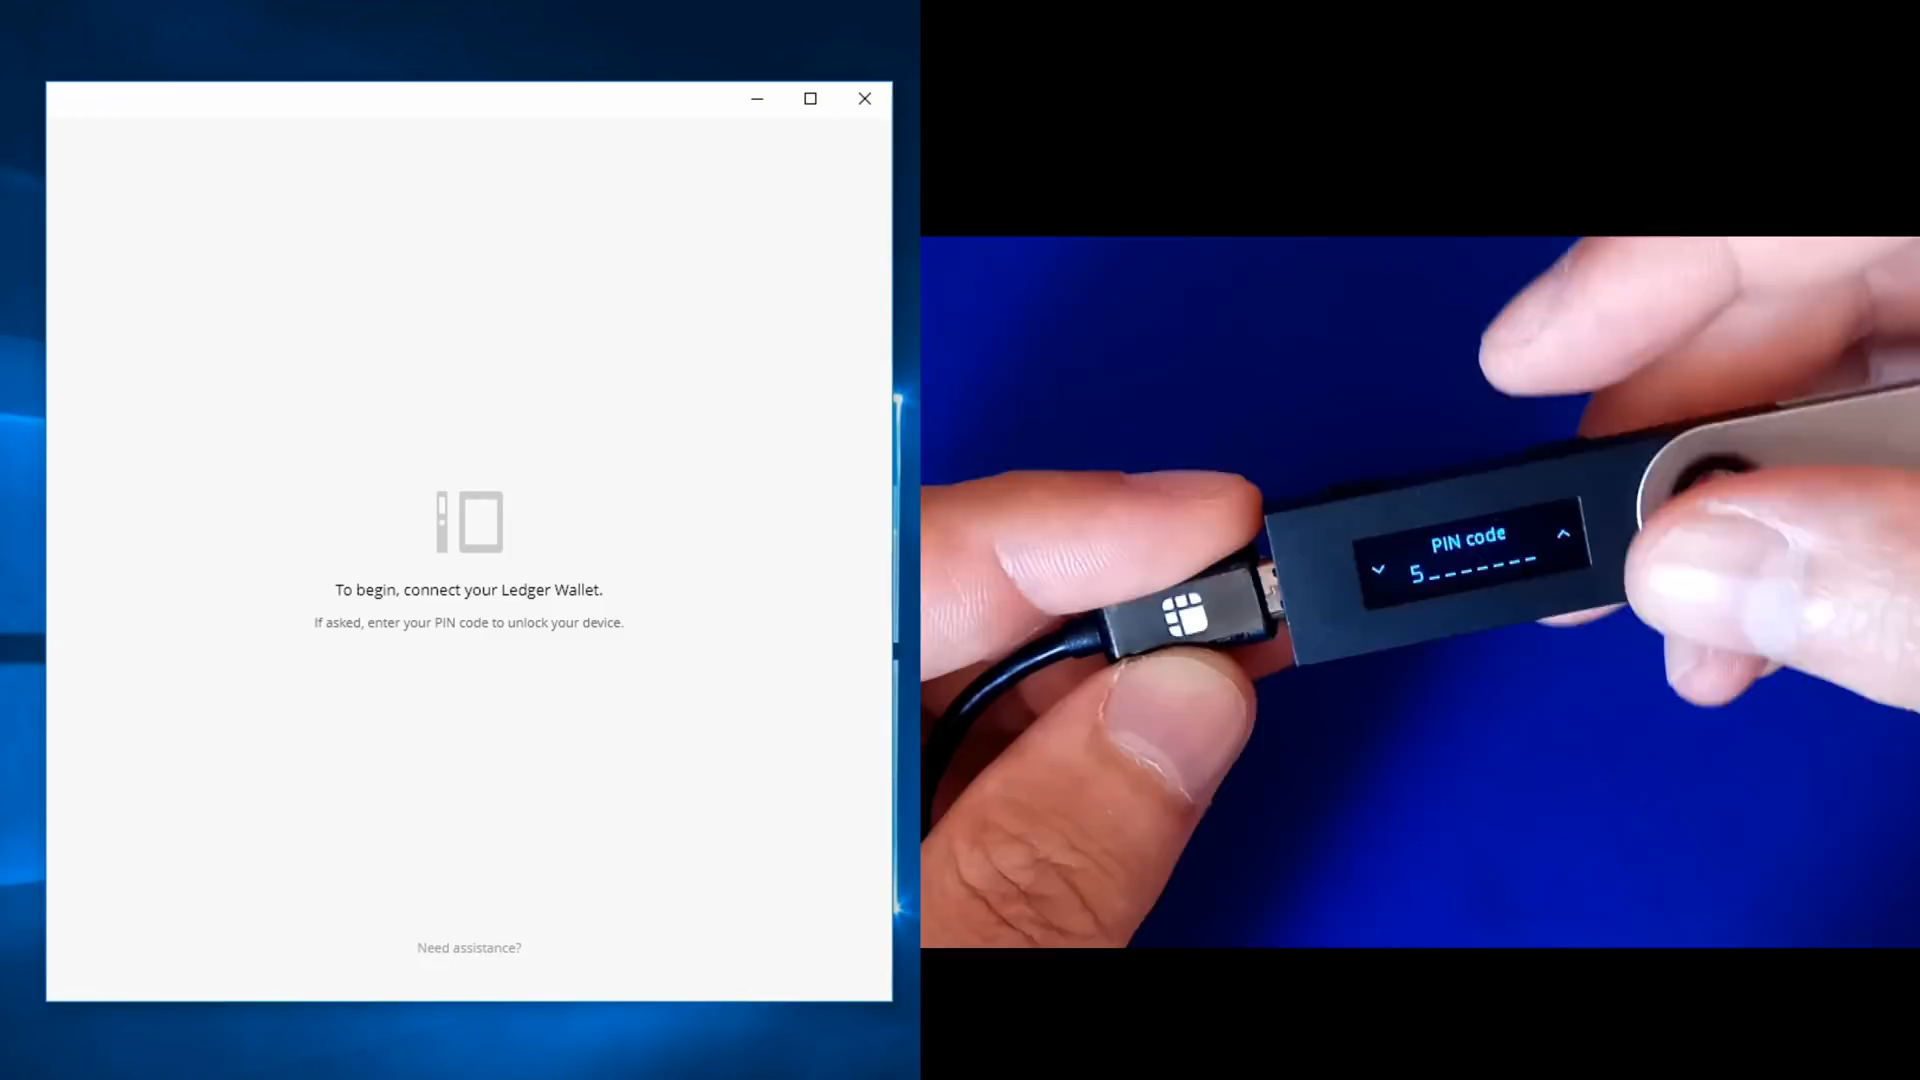 To begin, connect your Ledger Wallet.
If asked, enter your PIN code to unlock your device.
Need assistance?
PIN code
5_______